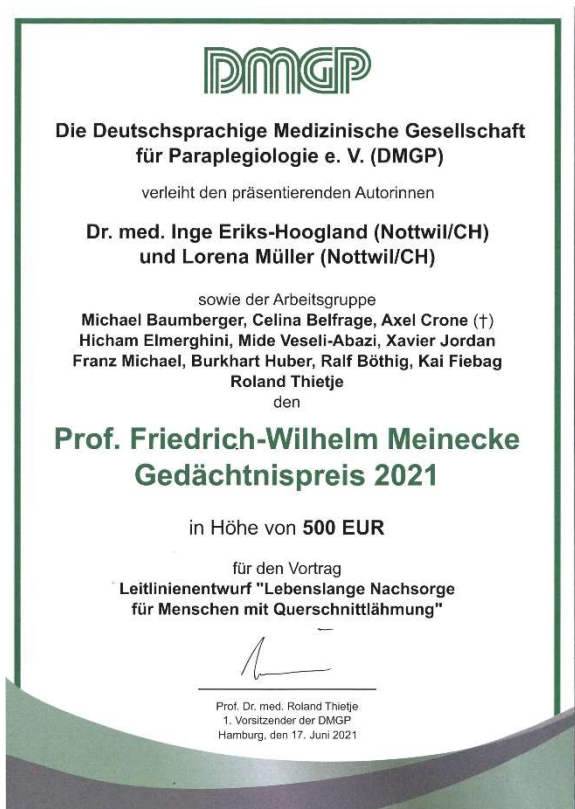 DMGP
Die Deutschsprachige Medizinische Gesellschaft
für Paraplegiologie e. V. (DMGP)
verleiht den präsentierenden Autorinnen
Dr. med. Inge Eriks-Hoogland (Nottwil/CH)
und Lorena Müller (Nottwil/CH)
sowie der Arbeitsgruppe
Michael Baumberger, Celina Belfrage, Axel Crone (†)
Hicham Elmerghini, Mide Veseli-Abazi, Xavier Jordan
Franz Michael, Burkhart Huber, Ralf Böthig, Kai Fiebag
Roland Thietje
den
Prof. Friedrich-Wilhelm Meinecke
Gedächtnispreis 2021
in Höhe von 500 EUR
für den Vortrag
Leitlinienentwurf "Lebenslange Nachsorge
für Menschen mit Querschnittlähmung"
Prof. Dr. med. Roland Thietje
1. Vorsitzender der DMGP
Hamburg, den 17. Juni 2021